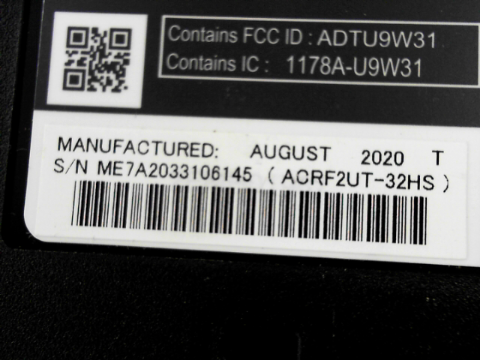 Contains FCC ID : ADTU9W31
Contains IC : 1178A-U9W31
MANUFACTURED: AUGUST 2020 T
S/N ME7A2033106145 ( ACRF2UT-32HS )